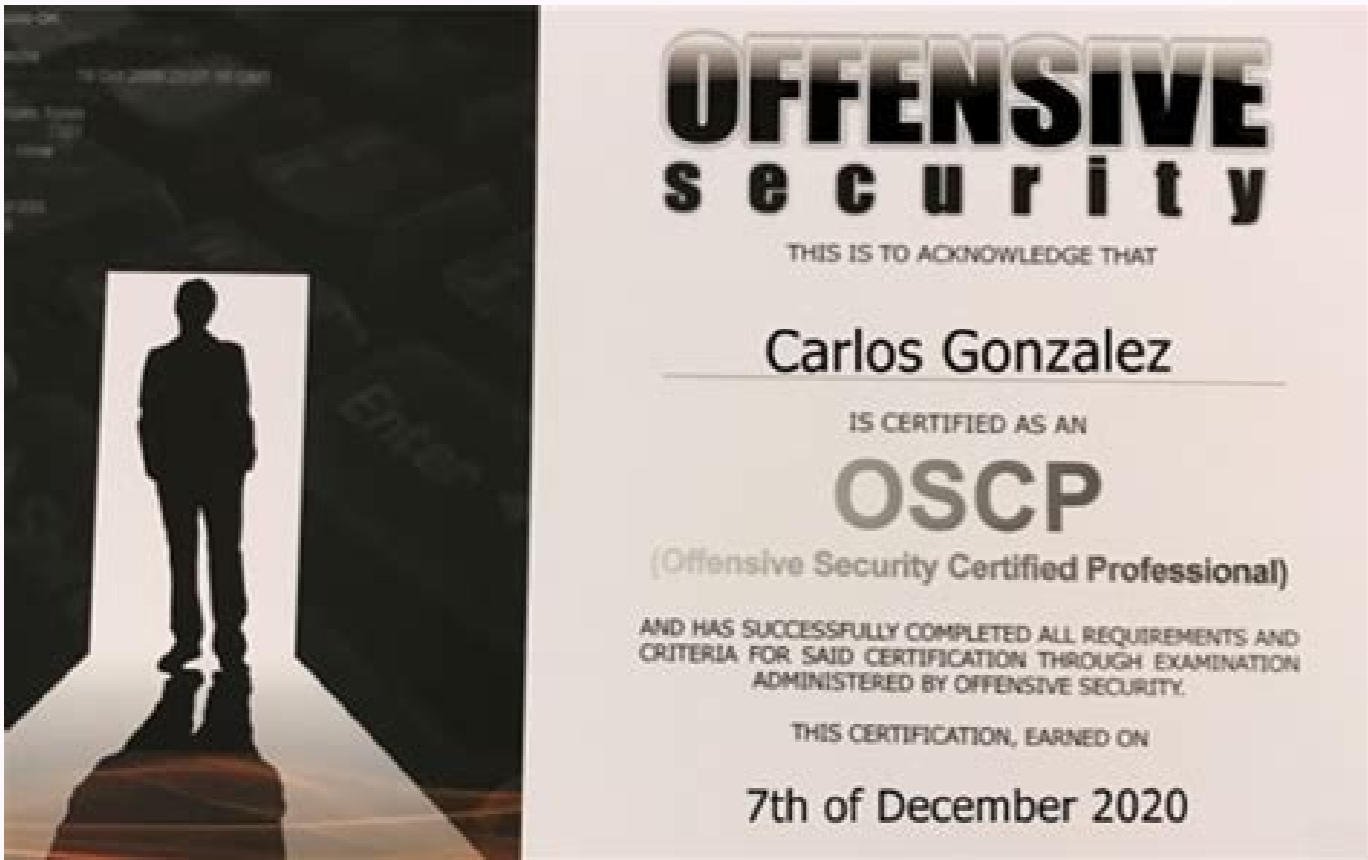 OFFENSIVE
security
THIS IS TO ACKNOWLEDGE THAT
Carlos Gonzalez
IS CERTIFIED AS AN
OSCP
(Offensive Security Certified Professional)
AND HAS SUCCESSFULLY COMPLETED ALL REQUIREMENTS AND
CRITERIA FOR SAID CERTIFICATION THROUGH EXAMINATION
ADMINISTERED BY OFFENSIVE SECURITY.
THIS CERTIFICATION, EARNED ON
7th of December 2020
Enter